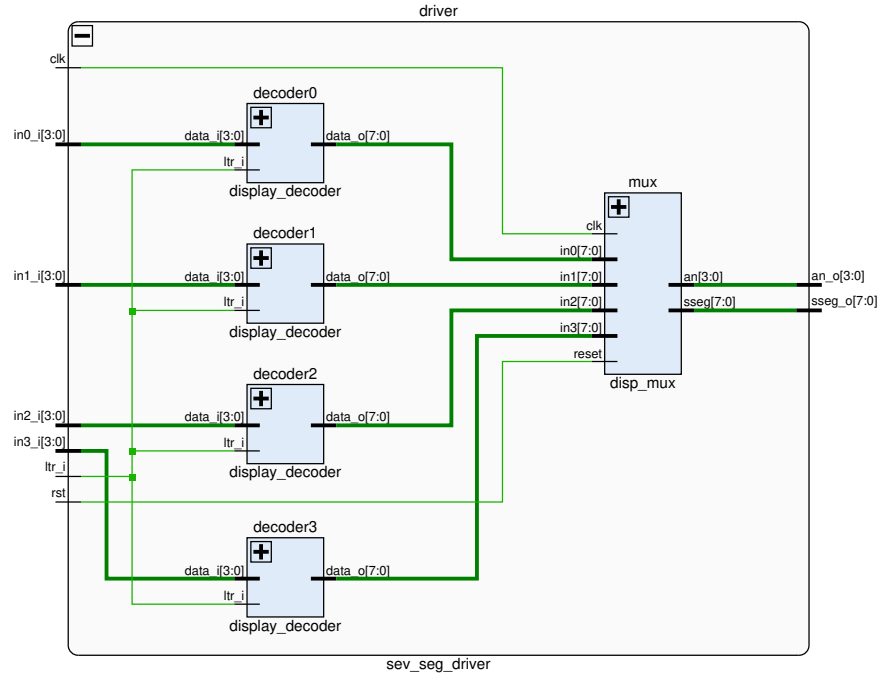 driver
clk
decoder0
in0_i[3:0]
data_i[3:0]
data_o[7:0]
ltr_i
display_decoder
mux
clk
decoder1
in0[7:0]
in1_i[3:0]
data_i[3:0]
data_o[7:0]
in1[7:0]
an[3:0]
an_o[3:0]
ltr_i
in2[7:0]
sseg[7:0]
sseg_o[7:0]
display_decoder
in3[7:0]
reset
decoder2
disp_mux
in2_i[3:0]
data_i[3:0]
data_o[7:0]
in3_i[3:0]
ltr_i
ltr_i
display_decoder
rst
decoder3
data_i[3:0]
data_o[7:0]
ltr_i
display_decoder
sev_seg_driver